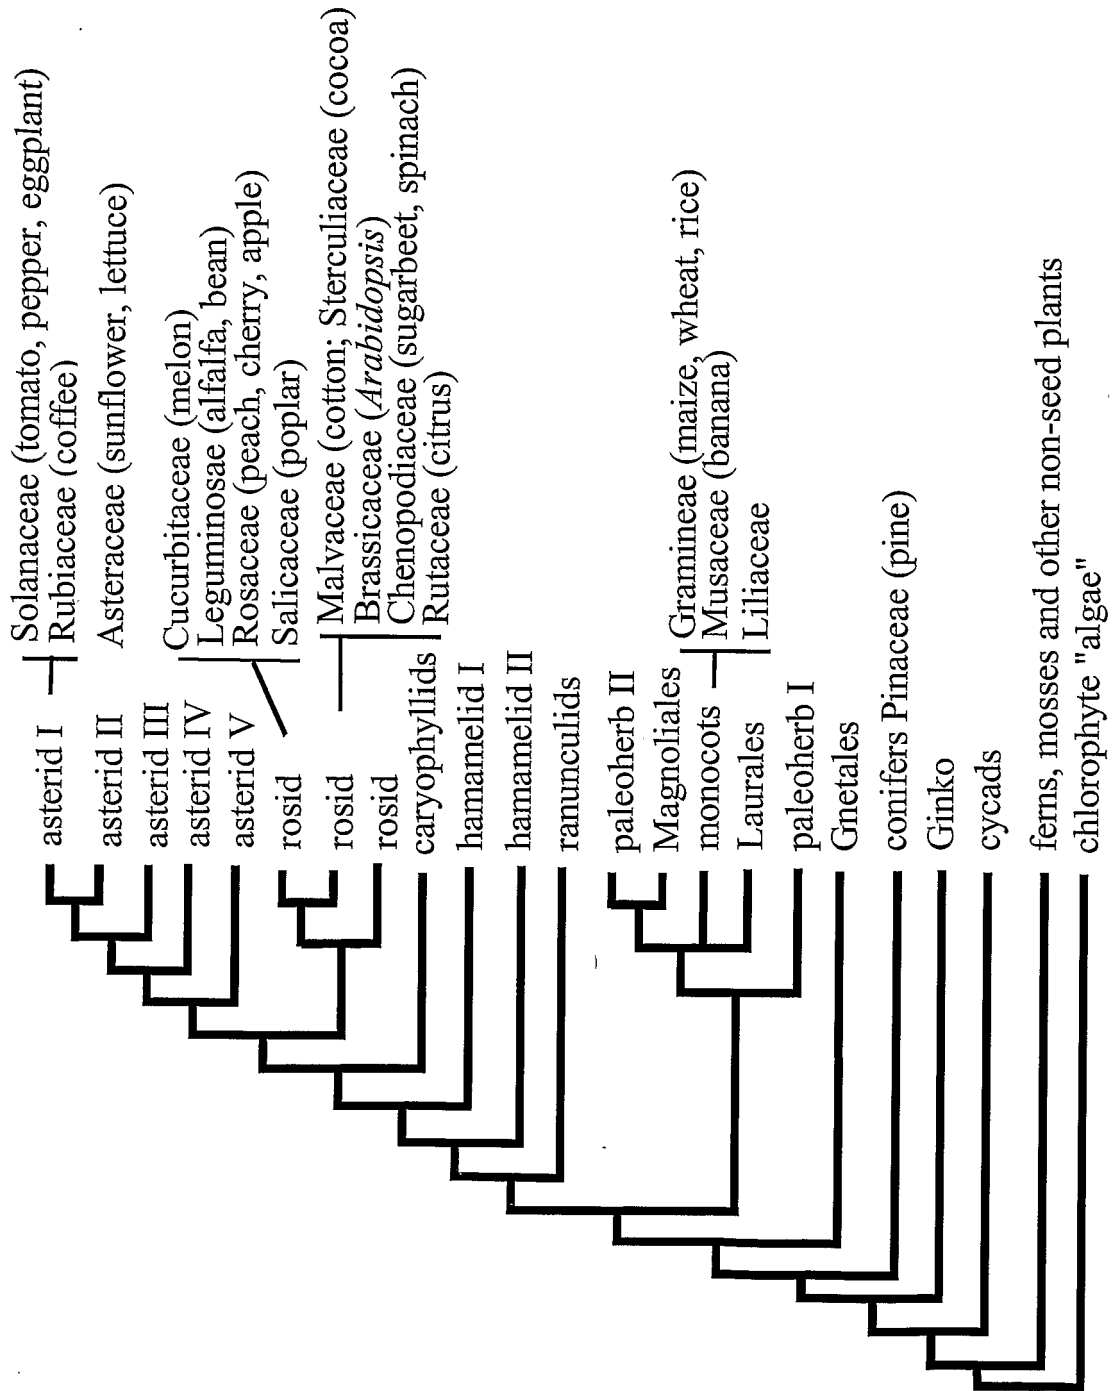 asterid I
Solanaceae (tomato, pepper, eggplant)
Rubiaceae (coffee)
asterid II
Asteraceae (sunflower, lettuce)
asterid III
asterid IV
asterid V
rosid
Cucurbitaceae (melon)
Leguminosae (alfalfa, bean)
Rosaceae (peach, cherry, apple)
Salicaceae (poplar)
rosid
Malvaceae (cotton; Sterculiaceae (cocoa)
Brassicaceae (Arabidopsis)
Chenopodiaceae (sugarbeet, spinach)
Rutaceae (citrus)
rosid
caryophyllids
hamamelid I
hamamelid II
ranunculids
paleoherb II
Magnoliales
monocots
Gramineae (maize, wheat, rice)
Musaceae (banana)
Liliaceae
Laurales
paleoherb I
Gnetales
conifers Pinaceae (pine)
Ginko
cycads
ferns, mosses and other non-seed plants
chlorophyte "algae"